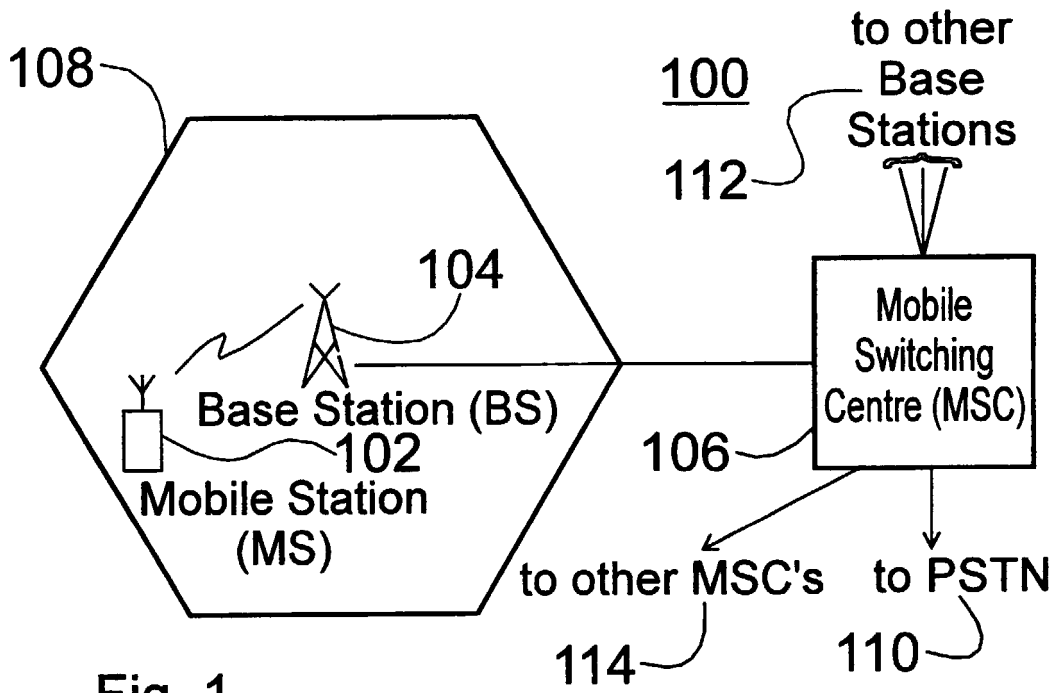 108
100
to other
Base
Stations
112
104
Mobile
Switching
Centre (MSC)
Base Station (BS)
102
106
Mobile Station
(MS)
to other MSC's
to PSTN
114
110
Fig. 1